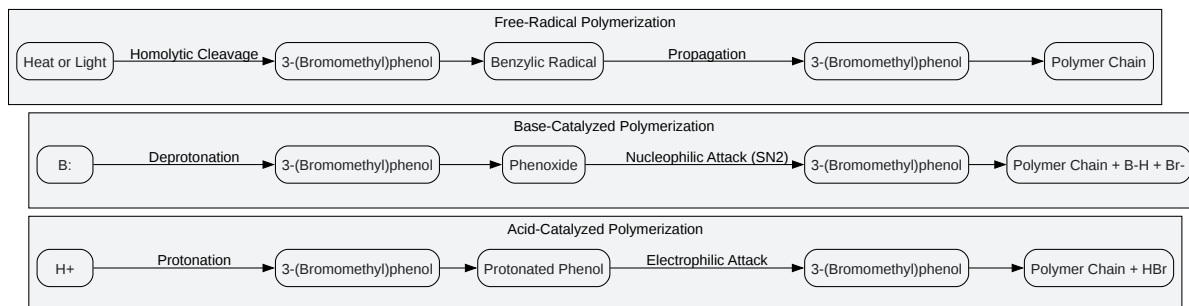 Free-Radical Polymerization
Heat or Light Homolytic Cleavage 3-(Bromomethyl)phenol Benzylic Radical Propagation 3-(Bromomethyl)phenol Polymer Chain
Base-Catalyzed Polymerization
B: Deprotonation 3-(Bromomethyl)phenol Phenoxide Nucleophilic Attack (SN2) 3-(Bromomethyl)phenol Polymer Chain + B-H + Br-
Acid-Catalyzed Polymerization
H+ Protonation 3-(Bromomethyl)phenol Protonated Phenol Electrophilic Attack 3-(Bromomethyl)phenol Polymer Chain + HBr